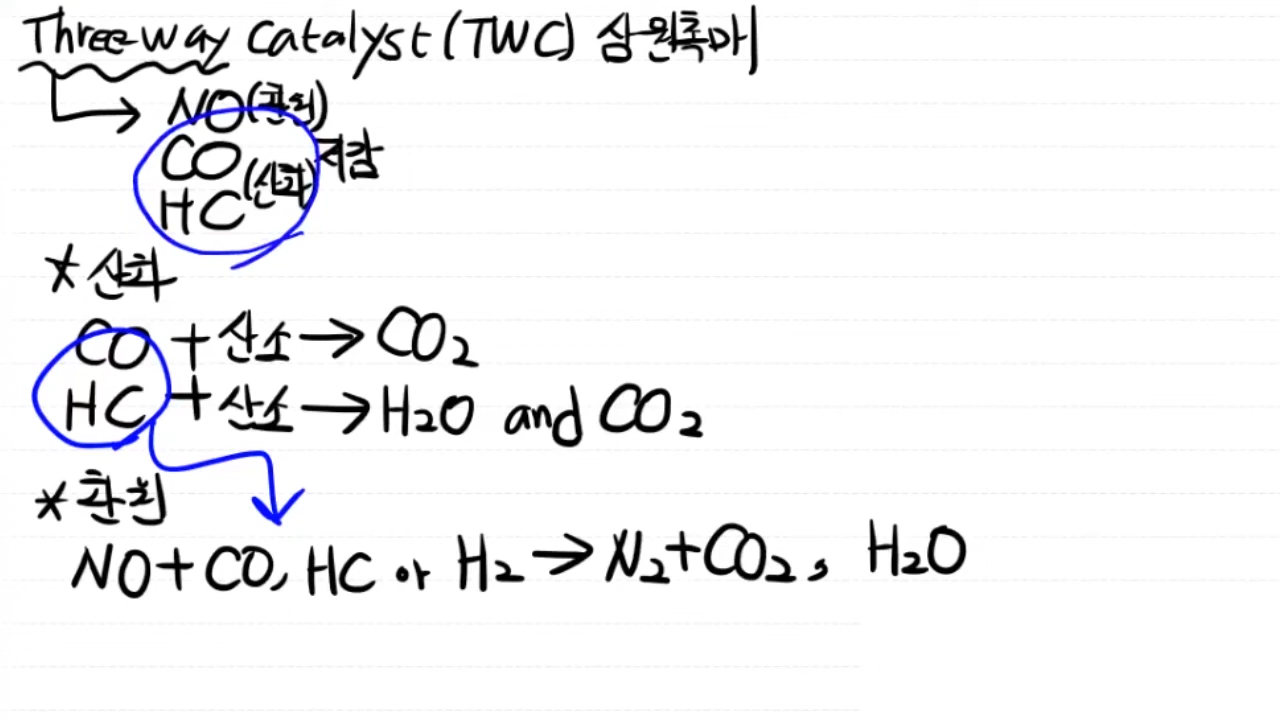 Three-way catalyst (TWC) 삼원촉매
NO (환원)
CO
(산화)
저감
HC
* 산화
CO + 산소 → CO₂
HC + 산소 → H₂O and CO₂
* 환원
NO + CO, HC or H₂ → N₂ + CO₂, H₂O